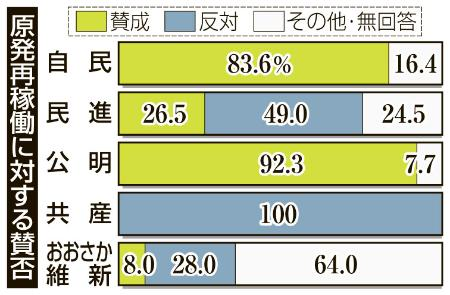 原発再稼働に対する賛否
賛成 反対 その他・無回答
自民 83.6% 16.4
民進 26.5 49.0 24.5
公明 92.3 7.7
共産 100
おおさか維新 8.0 28.0 64.0